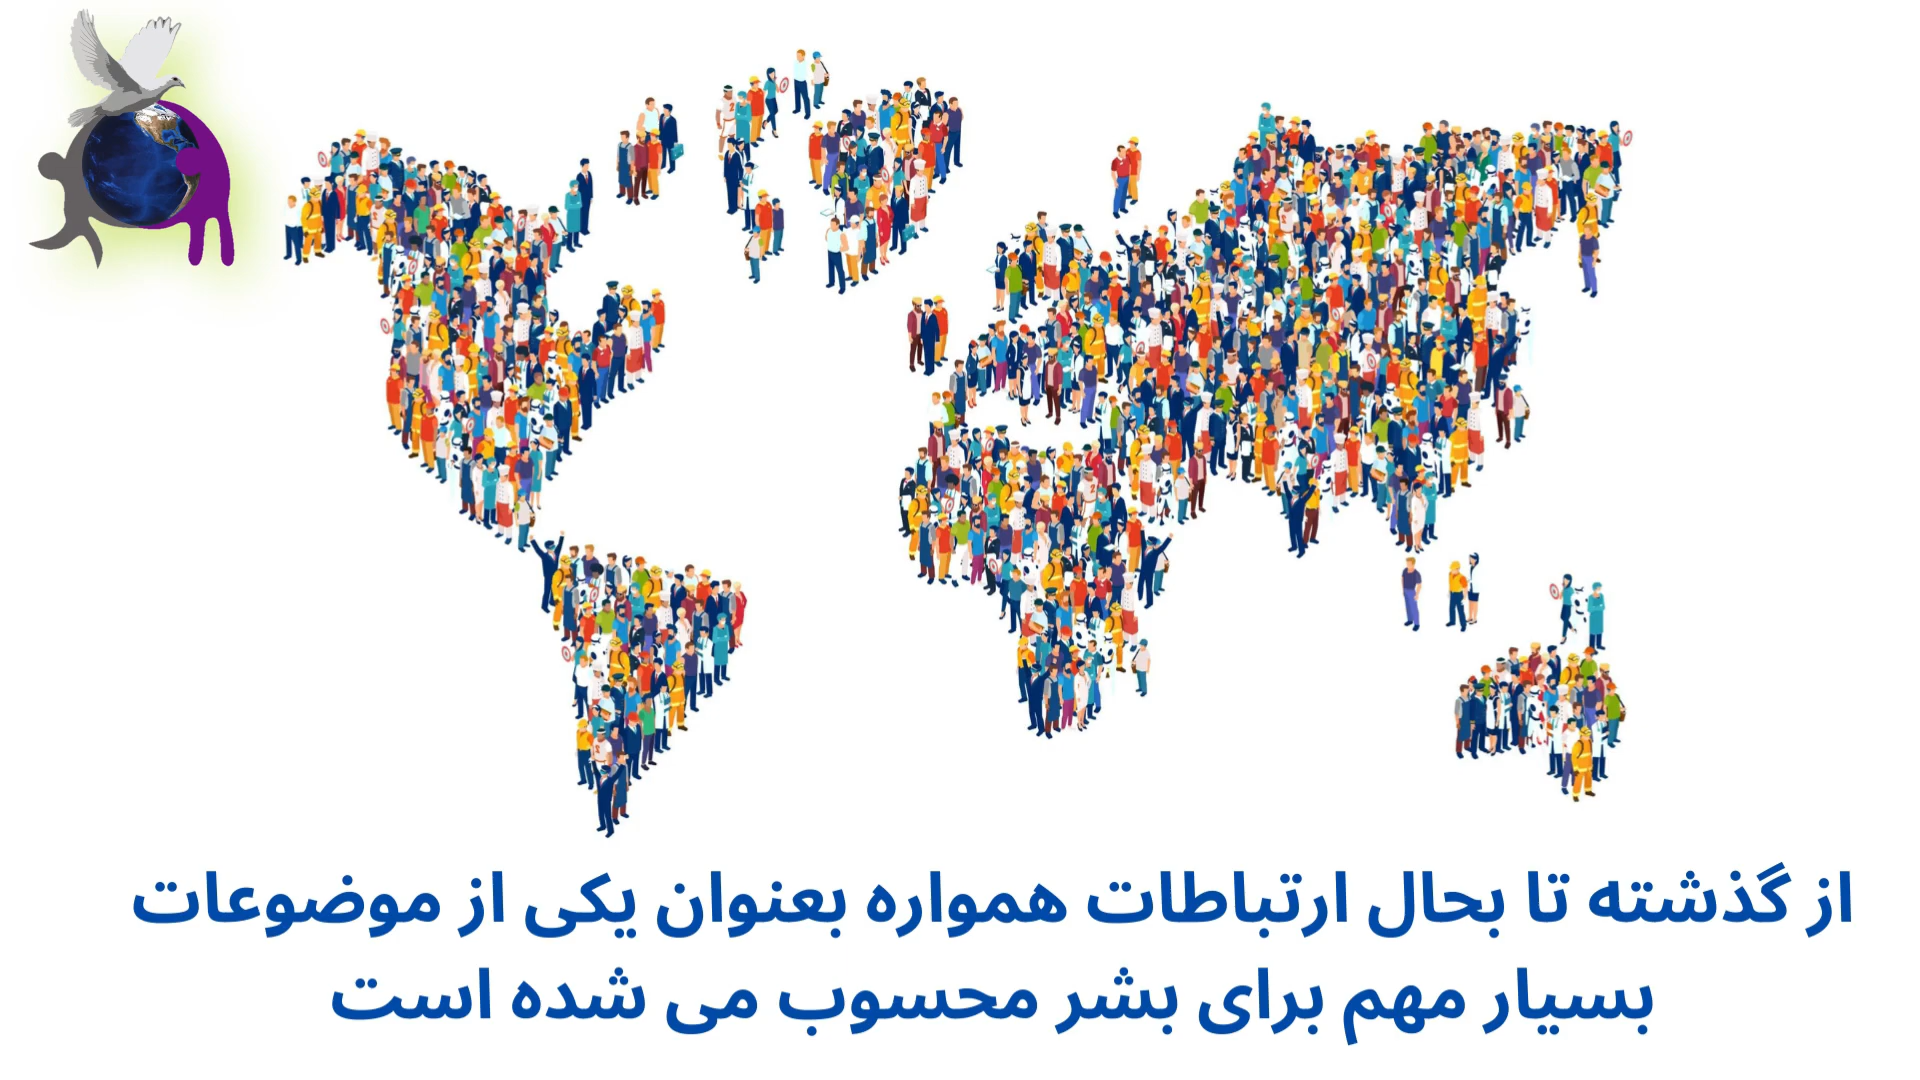 از گذشته تا بحال ارتباطات همواره بعنوان یکی از موضوعات
بسیار مهم برای بشر محسوب می شده است